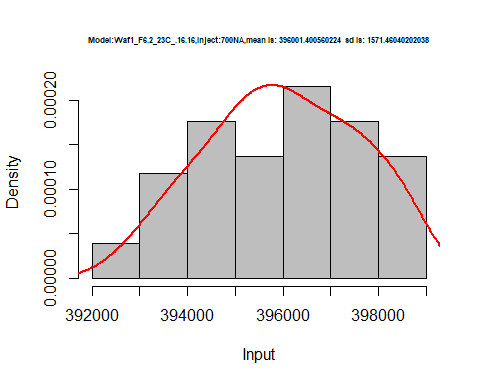 Model:Waf1_F6.2_23C_.16.16,Inject:700NA,mean is: 396001.400560224 sd is: 1571.46040202038
0.00020
0.00010
0.00000
Density
392000 394000 396000 398000
Input